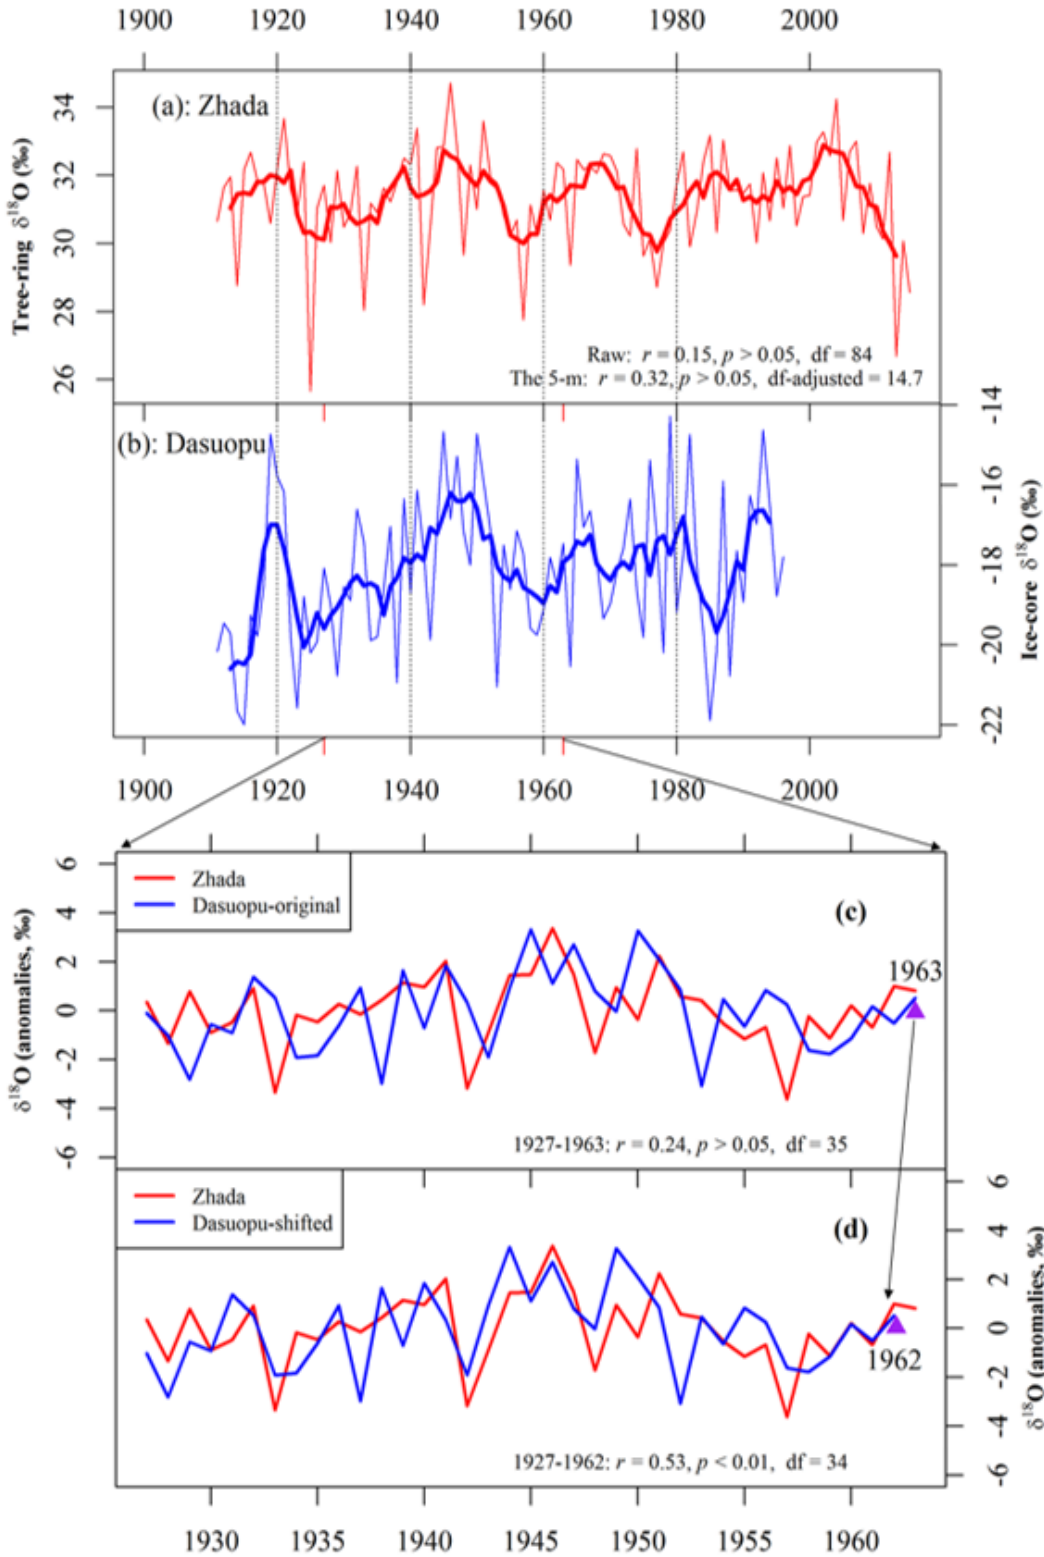 1900 1920 1940 1960 1980 2000
(a): Zhada
Tree-ring δ¹⁸O (‰)
34
32
30
28
26
Raw: r = 0.15, p > 0.05, df = 84
The 5-m: r = 0.32, p > 0.05, df-adjusted = 14.7
(b): Dasuopu
Ice-core δ¹⁸O (‰)
-14
-16
-18
-20
-22
1900 1920 1940 1960 1980 2000
Zhada
Dasuopu-original
(c)
δ¹⁸O (anomalies, ‰)
6
4
2
0
-2
-4
-6
1963
1927-1963: r = 0.24, p > 0.05, df = 35
Zhada
Dasuopu-shifted
(d)
δ¹⁸O (anomalies, ‰)
6
4
2
0
-2
-4
-6
1962
1927-1962: r = 0.53, p < 0.01, df = 34
1930 1935 1940 1945 1950 1955 1960